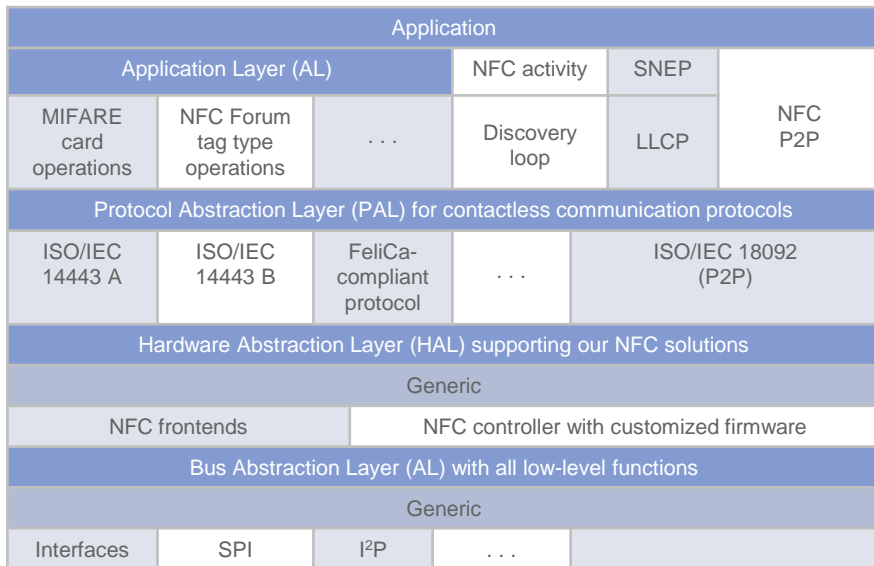 Application
Application Layer (AL)
NFC activity
SNEP
MIFARE
card
operations
NFC Forum
tag type
operations
. . .
Discovery
loop
LLCP
NFC
P2P
Protocol Abstraction Layer (PAL) for contactless communication protocols
ISO/IEC
14443 A
ISO/IEC
14443 B
FeliCa-
compliant
protocol
. . .
ISO/IEC 18092
(P2P)
Hardware Abstraction Layer (HAL) supporting our NFC solutions
Generic
NFC frontends
NFC controller with customized firmware
Bus Abstraction Layer (AL) with all low-level functions
Generic
Interfaces
SPI
I²P
. . .